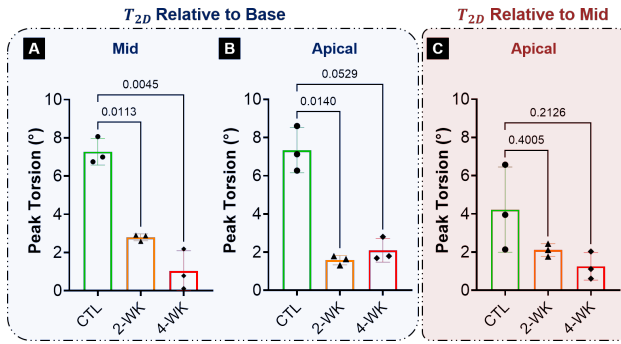 T2D Relative to Base
T2D Relative to Mid
A
Mid
0.0045
0.0113
Peak Torsion (°)
10
8
6
4
2
0
CTL
2-WK
4-WK
B
Apical
0.0529
0.0140
Peak Torsion (°)
10
8
6
4
2
0
CTL
2-WK
4-WK
C
Apical
0.2126
0.4005
Peak Torsion (°)
10
8
6
4
2
0
CTL
2-WK
4-WK